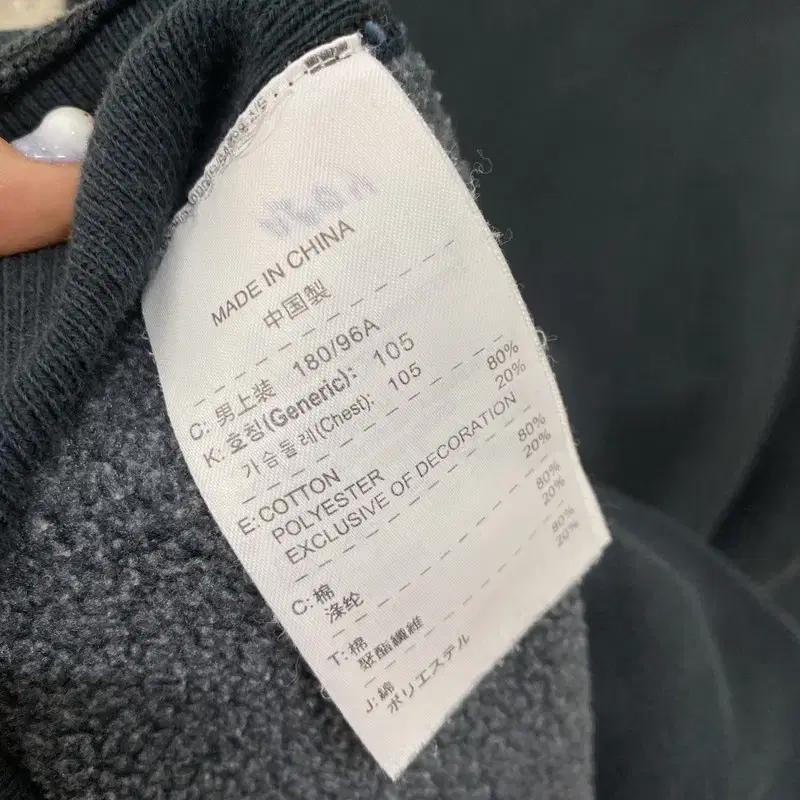 MADE IN CHINA
中国製
C: 男上装 180/96A
K: 호칭(Generic): 105
가슴둘레(Chest): 105
E: COTTON 80%
POLYESTER 20%
EXCLUSIVE OF DECORATION
C: 棉 80%
涤纶 20%
T: 棉 80%
聚酯纖維 20%
J: 綿 80%
ポリエステル 20%